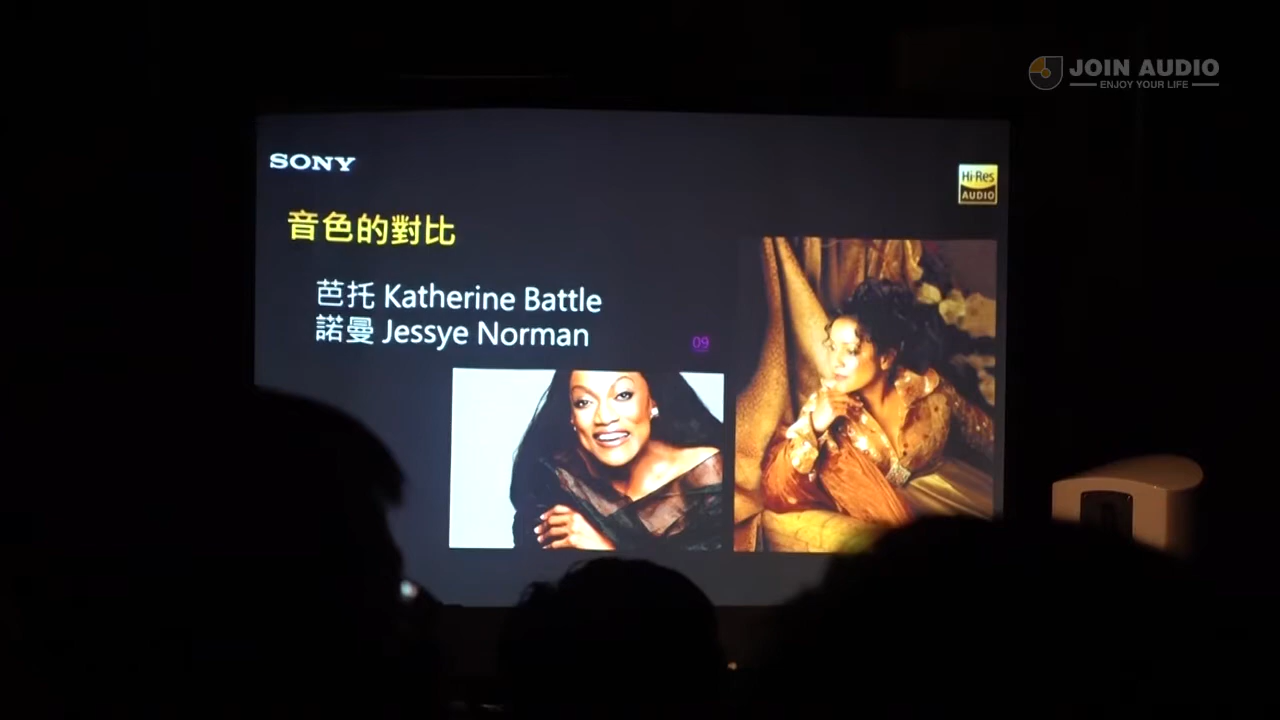 JOIN AUDIO
ENJOY YOUR LIFE
SONY
Hi-Res
AUDIO
音色的對比
芭托 Katherine Battle
諾曼 Jessye Norman
09